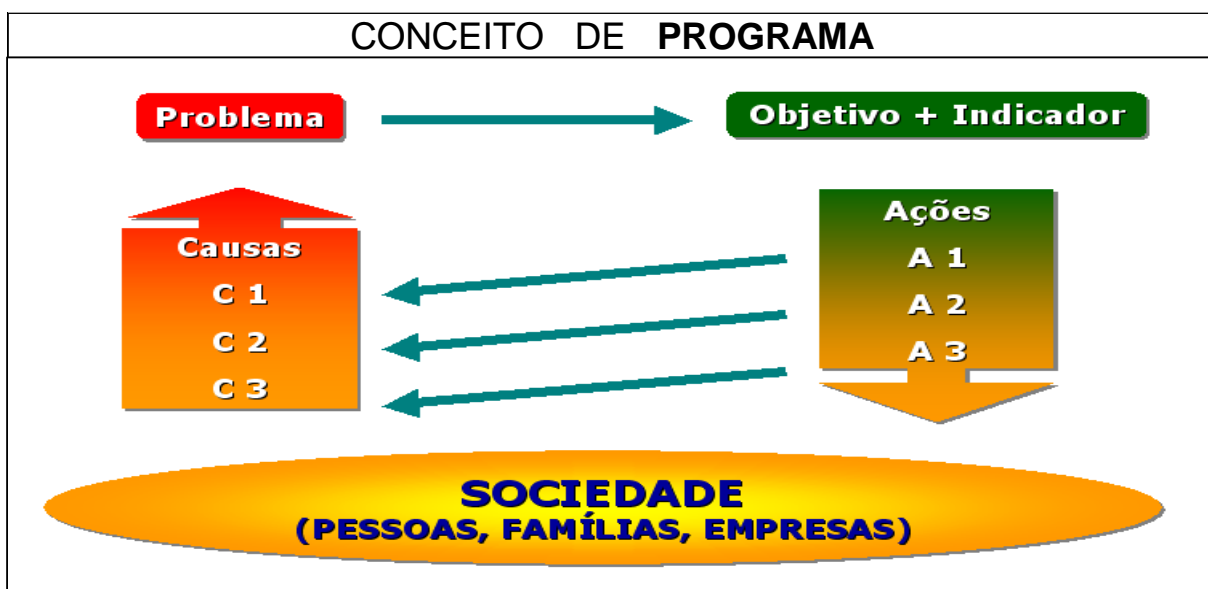 CONCEITO DE PROGRAMA
Problema
Objetivo + Indicador
Causas
C 1
C 2
C 3
Ações
A 1
A 2
A 3
SOCIEDADE
(PESSOAS, FAMÍLIAS, EMPRESAS)